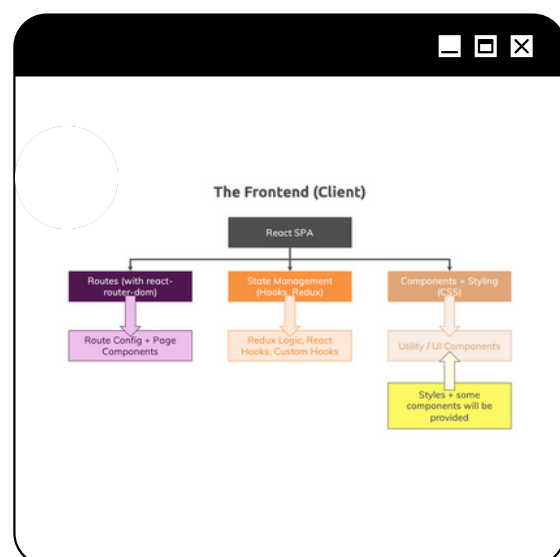 The Frontend (Client)
React SPA
Routes (with react-
router-dom)
State Management
(Hooks, Redux)
Components + Styling
(CSS)
Route Config + Page
Components
Redux Logic, React
Hooks, Custom Hooks
Utility / UI Components
Styles + some
components will be
provided